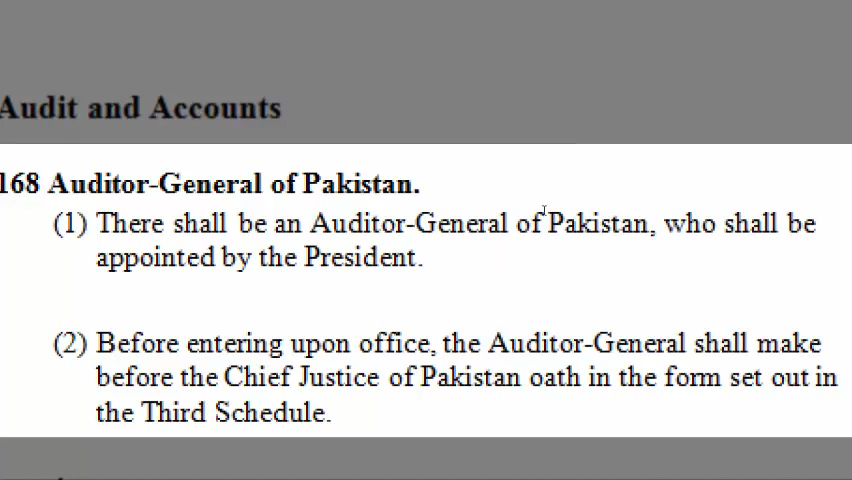 Audit and Accounts
168 Auditor-General of Pakistan.
(1) There shall be an Auditor-General of Pakistan, who shall be
appointed by the President.
(2) Before entering upon office, the Auditor-General shall make
before the Chief Justice of Pakistan oath in the form set out in
the Third Schedule.